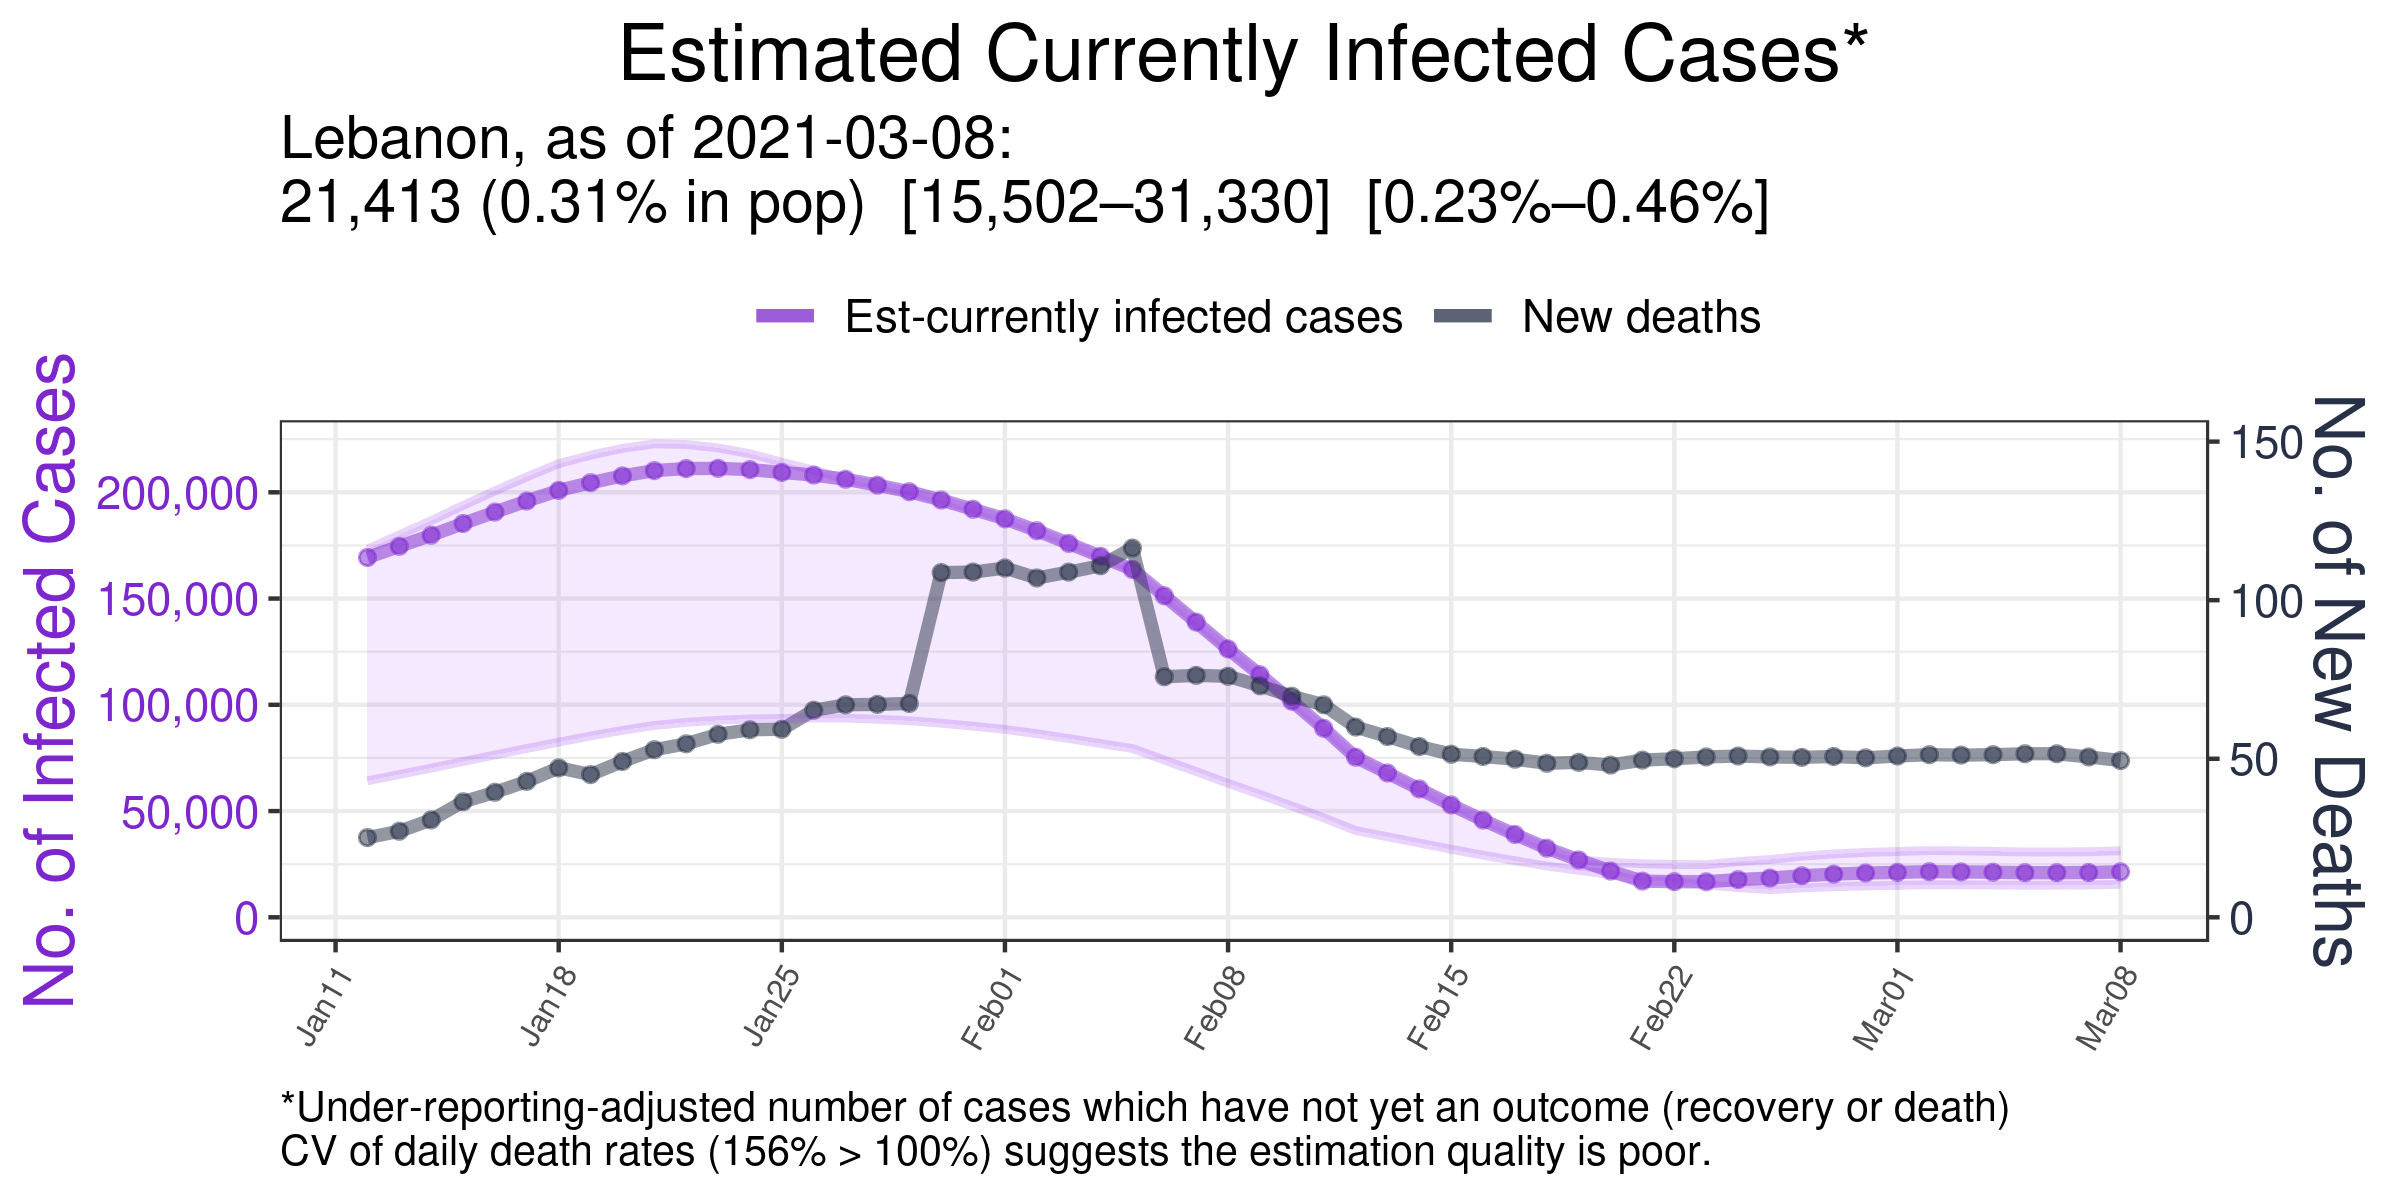 Estimated Currently Infected Cases*
Lebanon, as of 2021-03-08:
21,413 (0.31% in pop)  [15,502–31,330]  [0.23%–0.46%]
Est-currently infected cases
New deaths
No. of Infected Cases
200,000
150,000
100,000
50,000
0
150
100
50
0
No. of New Deaths
Jan11
Jan18
Jan25
Feb01
Feb08
Feb15
Feb22
Mar01
Mar08
*Under-reporting-adjusted number of cases which have not yet an outcome (recovery or death)
CV of daily death rates (156% > 100%) suggests the estimation quality is poor.